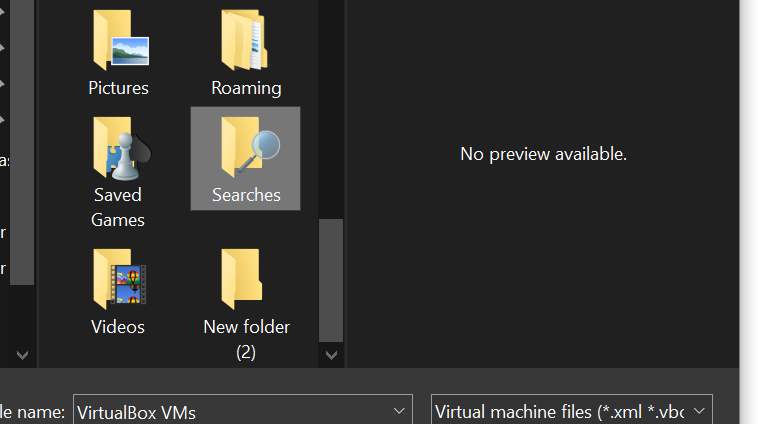 Pictures
Roaming
as
No preview available.
Saved
Games
Searches
r
r
Videos
New folder
(2)
le name:
VirtualBox VMs
Virtual machine files (*.xml *.vbo